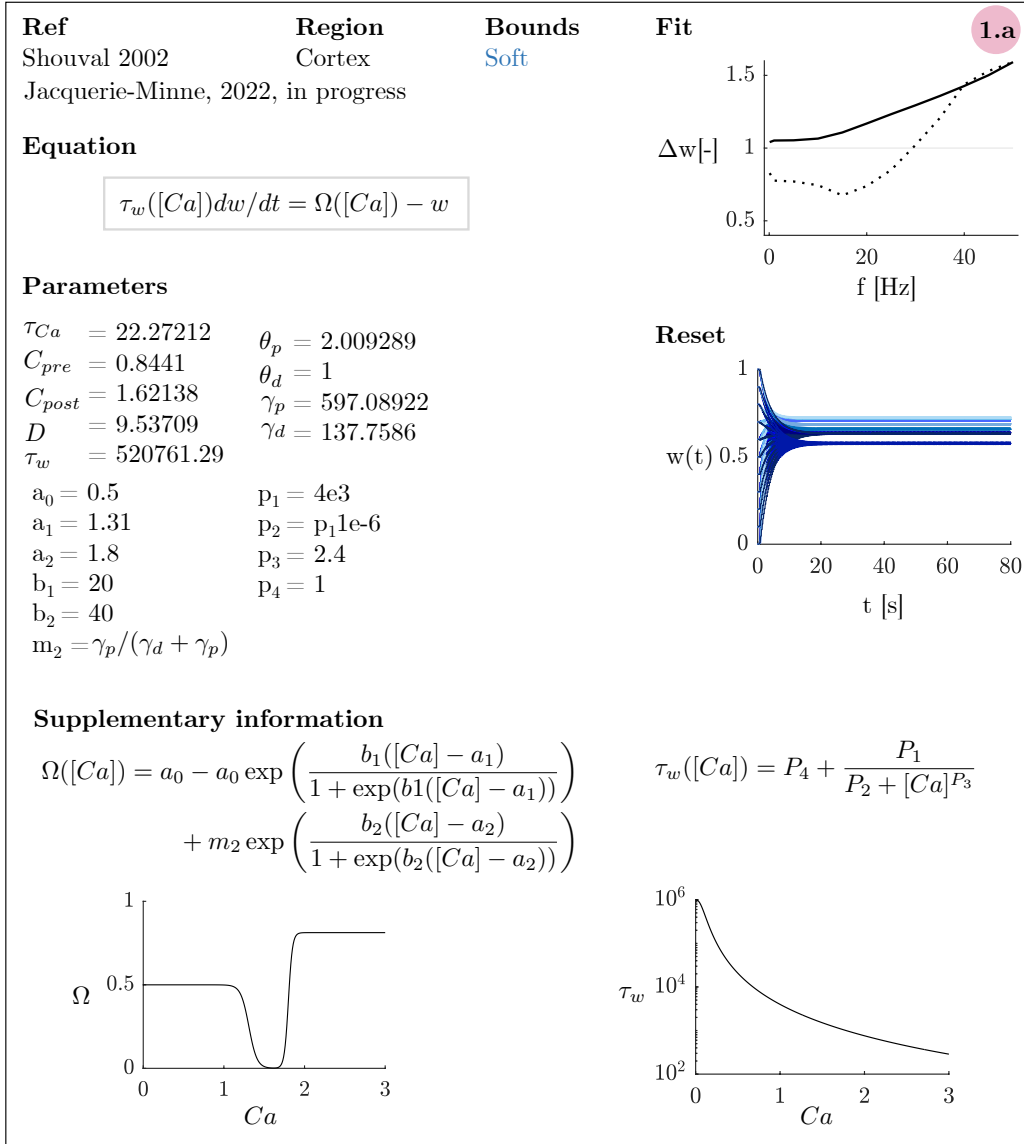 Ref Region Bounds Fit 1.a
Shouval 2002 Cortex Soft
Jacquerie-Minne, 2022, in progress
Equation
τ_w([Ca])dw/dt = Ω([Ca]) − w
Δw[-]
1.5
1
0.5
0 20 40
f [Hz]
Parameters
τ_Ca = 22.27212
C_pre = 0.8441
C_post = 1.62138
D = 9.53709
τ_w = 520761.29
θ_p = 2.009289
θ_d = 1
γ_p = 597.08922
γ_d = 137.7586
a_0 = 0.5
a_1 = 1.31
a_2 = 1.8
b_1 = 20
b_2 = 40
m_2 = γ_p/(γ_d + γ_p)
p_1 = 4e3
p_2 = p_1 1e-6
p_3 = 2.4
p_4 = 1
Reset
w(t)
1
0.5
0
0 20 40 60 80
t [s]
Supplementary information
Ω([Ca]) = a_0 − a_0 exp ( b_1([Ca] − a_1) / 1 + exp(b1([Ca] − a_1)) )
+ m_2 exp ( b_2([Ca] − a_2) / 1 + exp(b_2([Ca] − a_2)) )
τ_w([Ca]) = P_4 + P_1 / P_2 + [Ca]^P_3
Ω
1
0.5
0
0 1 2 3
Ca
τ_w
10^6
10^4
10^2
0 1 2 3
Ca